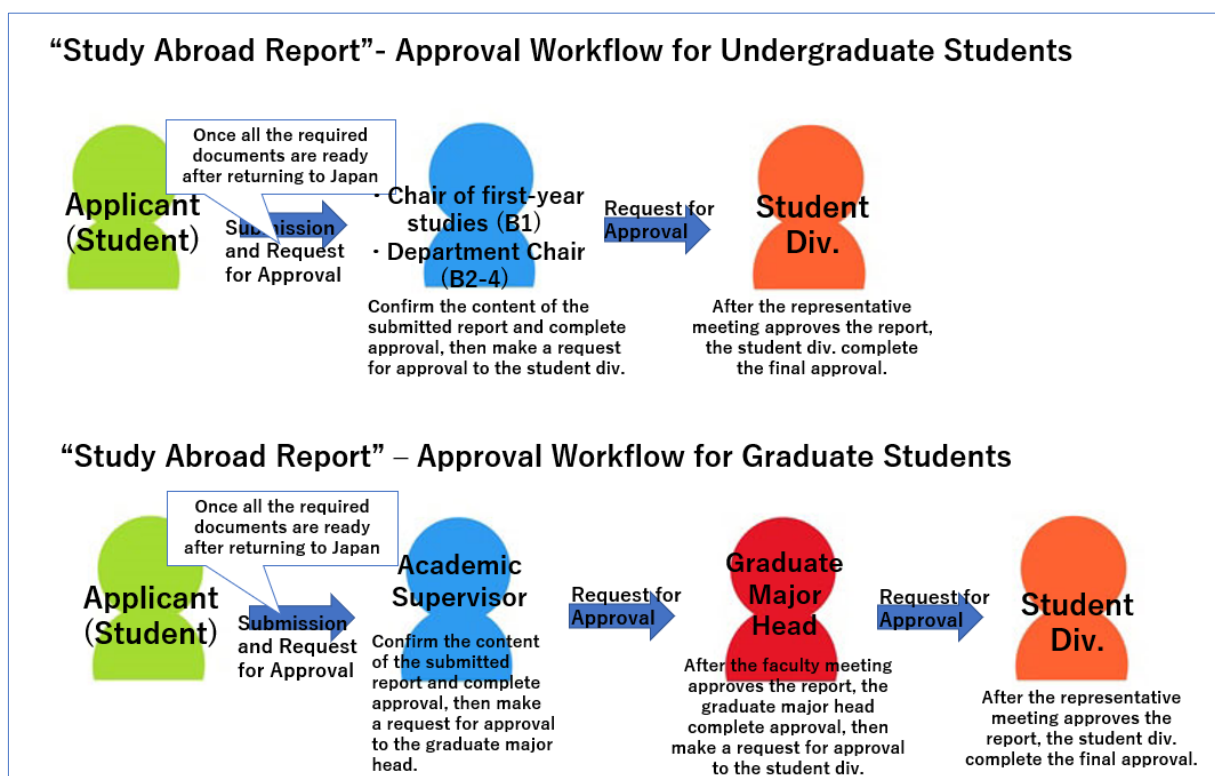 “Study Abroad Report”- Approval Workflow for Undergraduate Students
Once all the required
documents are ready
after returning to Japan
Applicant
(Student)
Submission
and Request
for Approval
・Chair of first-year
studies (B1)
・Department Chair
(B2-4)
Confirm the content of the
submitted report and complete
approval, then make a request
for approval to the student div.
Request for
Approval
Student
Div.
After the representative
meeting approves the report,
the student div. complete
the final approval.
“Study Abroad Report” – Approval Workflow for Graduate Students
Once all the required
documents are ready
after returning to Japan
Applicant
(Student)
Submission
and Request
for Approval
Academic
Supervisor
Confirm the content
of the submitted
report and complete
approval, then make
a request for approval
to the graduate major
head.
Request for
Approval
Graduate
Major
Head
After the faculty meeting
approves the report, the
graduate major head
complete approval, then
make a request for approval
to the student div.
Request for
Approval
Student
Div.
After the representative
meeting approves the
report, the student div.
complete the final approval.